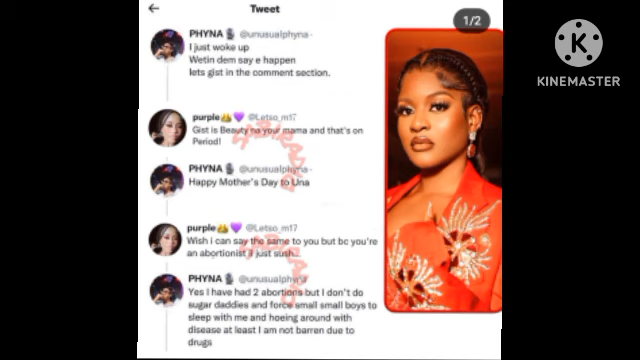 Tweet
1/2
KINEMASTER
PHYNA @unusualphyna·
I just woke up
Wetin dem say e happen
lets gist in the comment section.
purple @Letso_m17
Gist is Beauty na your mama and that's on
Period!
PHYNA @unusualphyna·
Happy Mother's Day to Una
purple @Letso_m17
Wish i can say the same to you but bc you're
an abortionist il just sush...
PHYNA @unusualphyna
Yes I have had 2 abortions but I don't do
sugar daddies and force small small boys to
sleep with me and hoeing around with
disease at least I am not barren due to
drugs